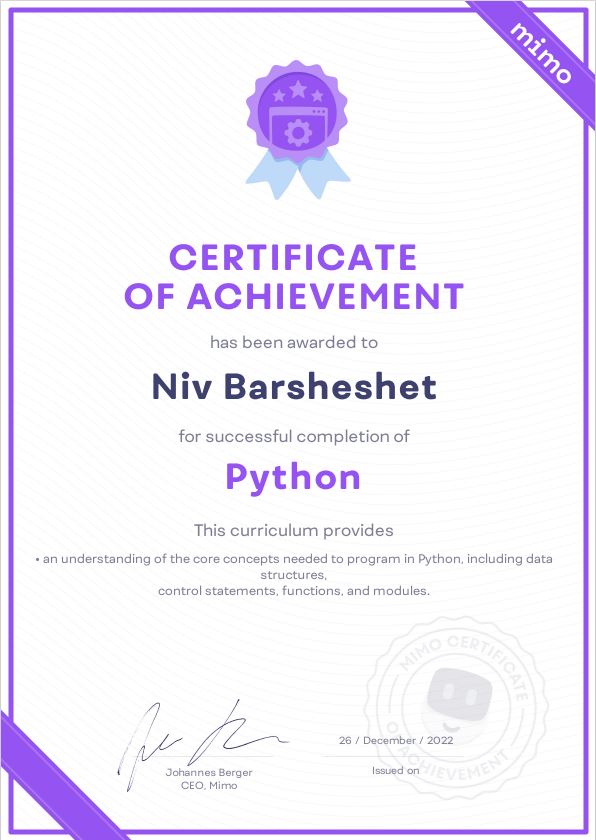 mimo
CERTIFICATE
OF ACHIEVEMENT
has been awarded to
Niv Barsheshet
for successful completion of
Python
This curriculum provides
• an understanding of the core concepts needed to program in Python, including data
structures,
control statements, functions, and modules.
MIMO CERTIFICATE
OF ACHIEVEMENT
26 / December / 2022
Johannes Berger
CEO, Mimo
Issued on